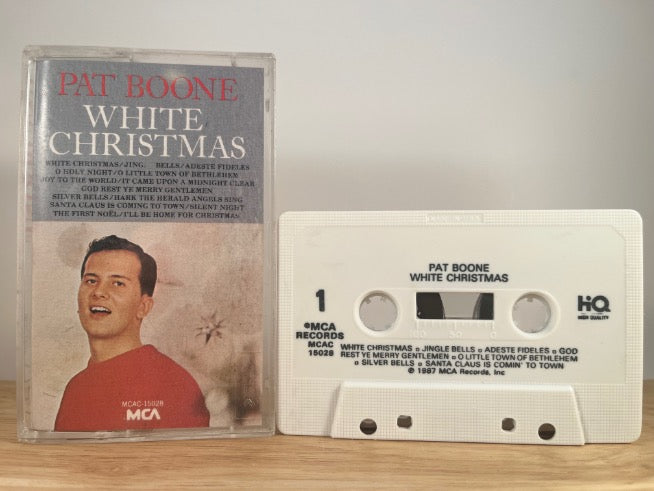 PAT BOONE
WHITE
CHRISTMAS
WHITE CHRISTMAS/JING. BELLS/ADESTE FIDELES
O HOLY NIGHT/O LITTLE TOWN OF BETHLEHEM
JOY TO THE WORLD/IT CAME UPON A MIDNIGHT CLEAR
GOD REST YE MERRY GENTLEMEN
SILVER BELLS/HARK THE HERALD ANGELS SING
SANTA CLAUS IS COMING TO TOWN/SILENT NIGHT
THE FIRST NOËL/I'LL BE HOME FOR CHRISTMAS
MCAC-15028
MCA
PAT BOONE
WHITE CHRISTMAS
1
HiQ
HIGH QUALITY
●MCA
RECORDS
MCAC
15028
WHITE CHRISTMAS o JINGLE BELLS o ADESTE FIDELES o GOD
REST YE MERRY GENTLEMEN o O LITTLE TOWN OF BETHLEHEM
o SILVER BELLS o SANTA CLAUS IS COMIN' TO TOWN
℗ 1987 MCA Records, Inc